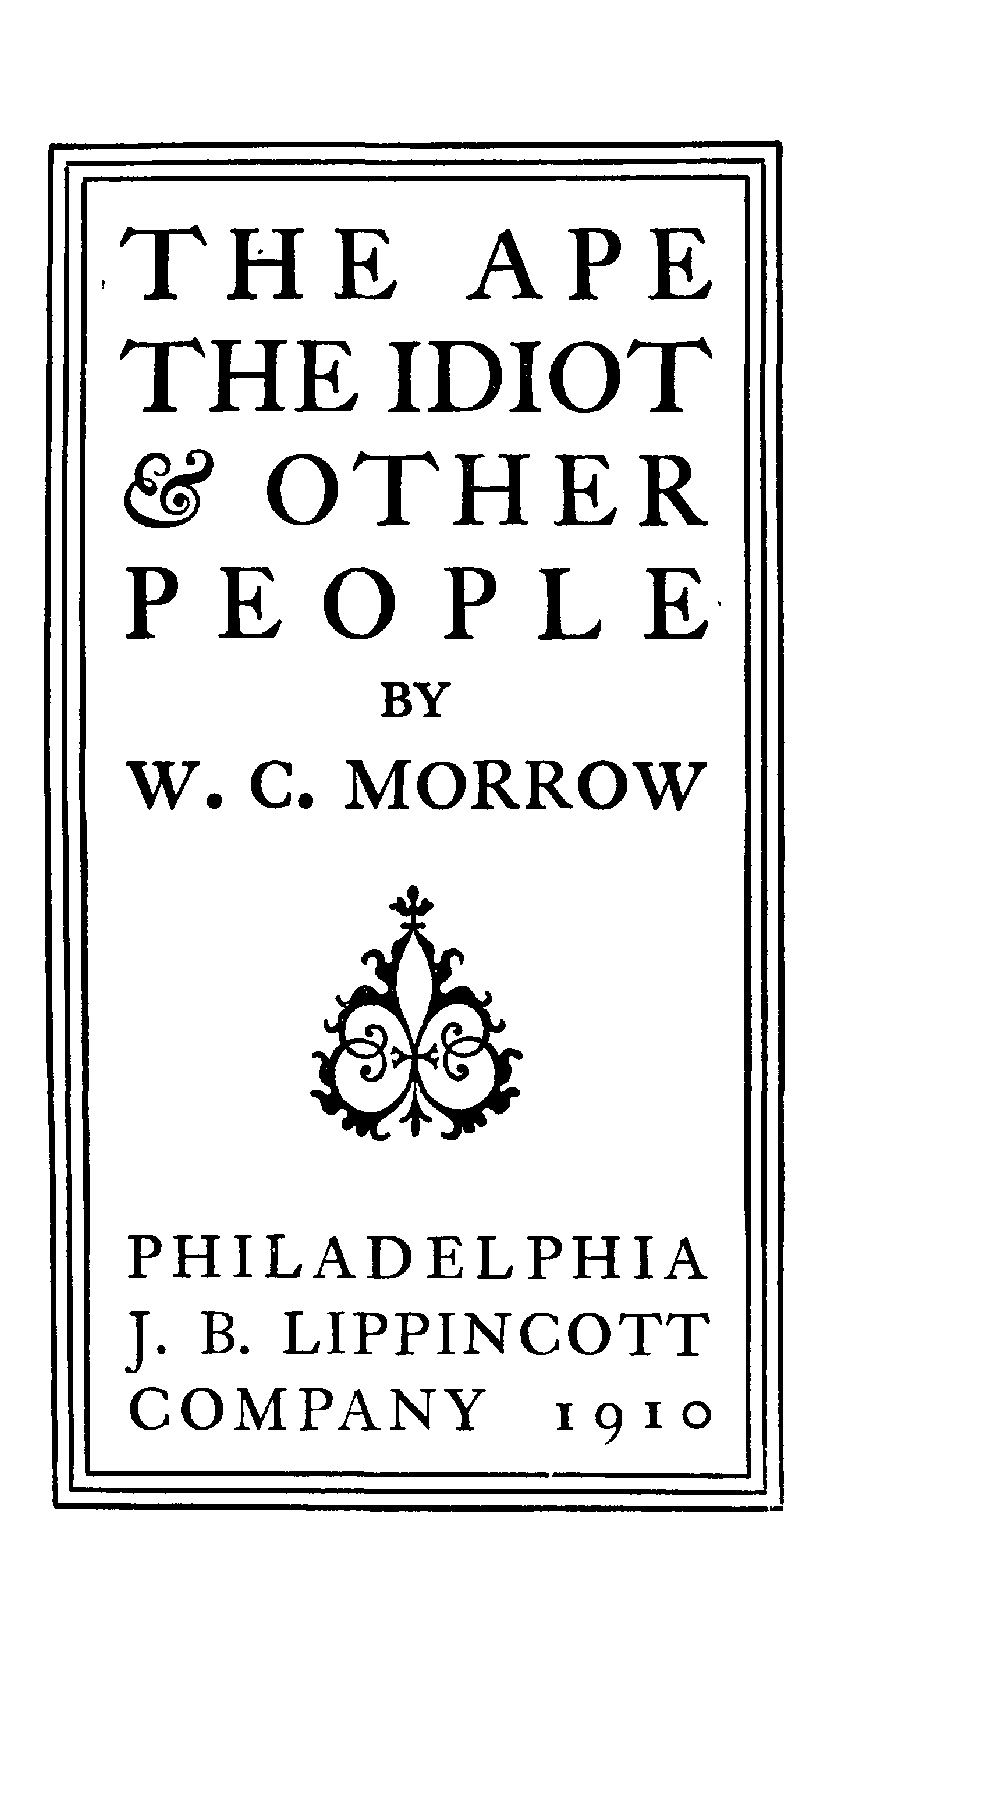 THE APE
THE IDIOT
& OTHER
PEOPLE
BY
W. C. MORROW
PHILADELPHIA
J. B. LIPPINCOTT
COMPANY 1910